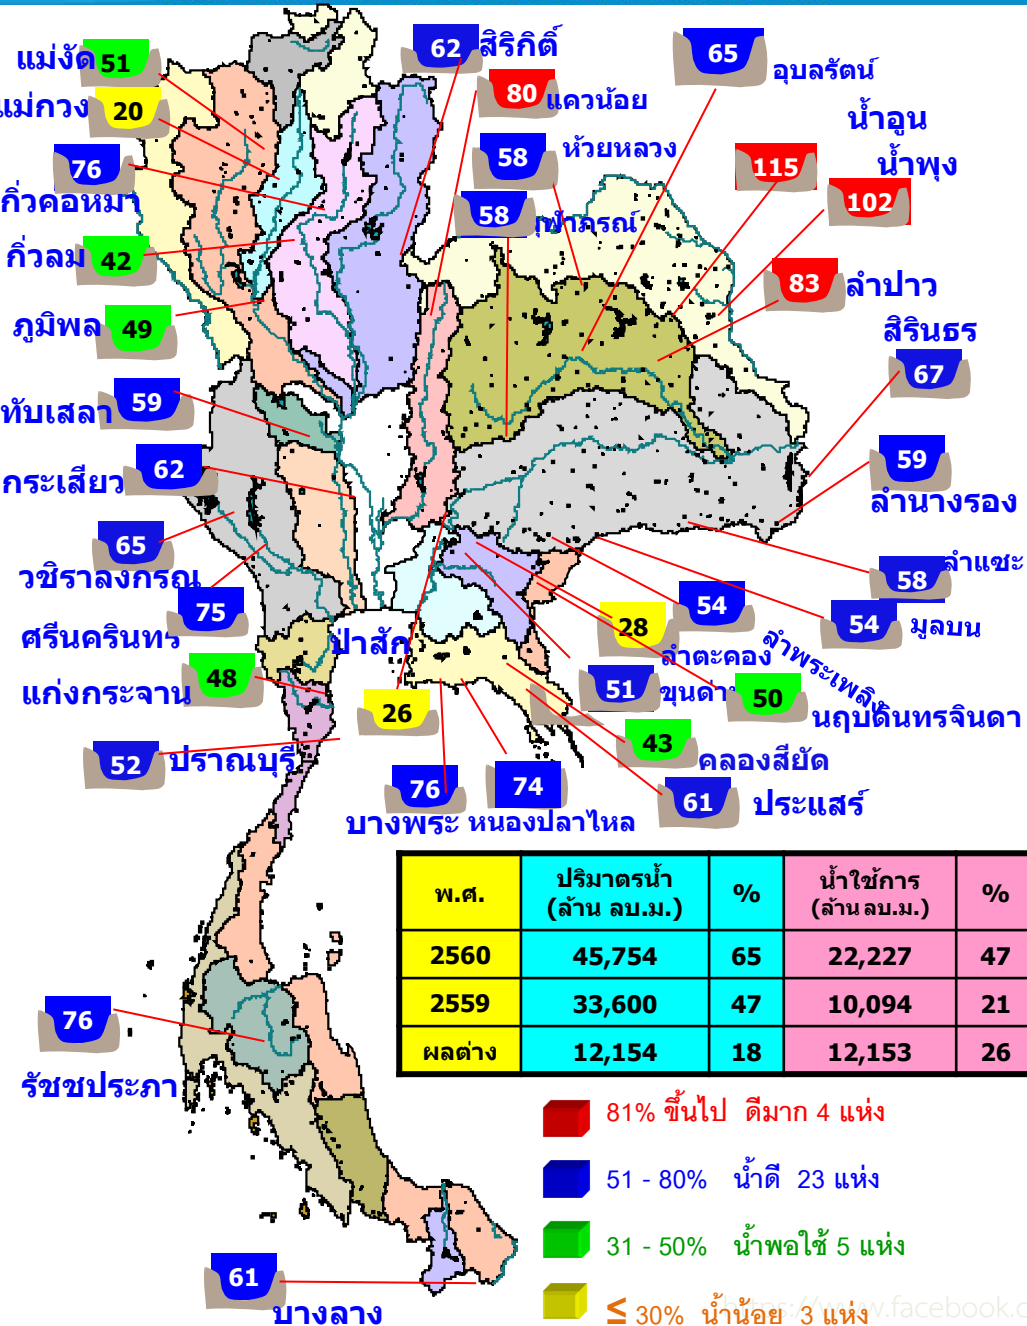 แม่งัด 51
แม่กวง 20
76
กิ่วคอหมา
กิ่วลม 42
ภูมิพล 49
ทับเสลา 59
กระเสียว 62
65
วชิราลงกรณ
75
ศรีนครินทร
แก่งกระจาน 48
52 ปราณบุรี
62 สิริกิติ์
80 แควน้อย
58 ห้วยหลวง
58 จุฬาภรณ์
65 อุบลรัตน์
น้ำอูน
115
น้ำพุง
102
83 ลำปาว
สิรินธร
67
59
ลำนางรอง
58 ลำแซะ
54 มูลบน
54
ลำพระเพลิง
28
ลำตะคอง
51 ขุนด่าน
50
นฤบดินทรจินดา
43
คลองสียัด
61 ประแสร์
ป่าสัก
26
76
บางพระ
74
หนองปลาไหล
76
รัชชประภา
61
บางลาง
พ.ศ. ปริมาตรน้ำ (ล้าน ลบ.ม.) % น้ำใช้การ (ล้าน ลบ.ม.) %
2560 45,754 65 22,227 47
2559 33,600 47 10,094 21
ผลต่าง 12,154 18 12,153 26
81% ขึ้นไป ดีมาก 4 แห่ง
51 - 80% น้ำดี 23 แห่ง
31 - 50% น้ำพอใช้ 5 แห่ง
≤ 30% น้ำน้อย 3 แห่ง
https://www.facebook.c